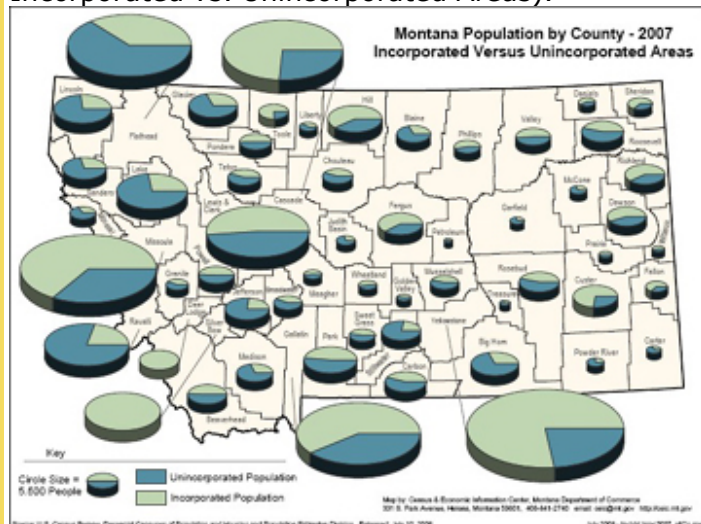 Incorporated vs. Unincorporated Areas).
Montana Population by County - 2007
Incorporated Versus Unincorporated Areas
Lincoln
Flathead
Glacier
Toole
Liberty
Hill
Blaine
Phillips
Valley
Daniels
Sheridan
Roosevelt
Pondera
Teton
Chouteau
Richland
Sanders
Lake
Lewis &
Clark
Cascade
Fergus
Petroleum
Garfield
McCone
Dawson
Judith
Basin
Prairie
Missoula
Powell
Granite
Deer
Lodge
Silver
Bow
Jefferson
Meagher
Wheatland
Golden
Valley
Musselshell
Rosebud
Treasure
Custer
Fallon
Ravalli
Gallatin
Park
Sweet
Grass
Yellowstone
Big Horn
Madison
Stillwater
Carbon
Powder River
Carter
Beaverhead
Key
Circle Size =
5,500 People
Unincorporated Population
Incorporated Population
Map by: Census & Economic Information Center, Montana Department of Commerce